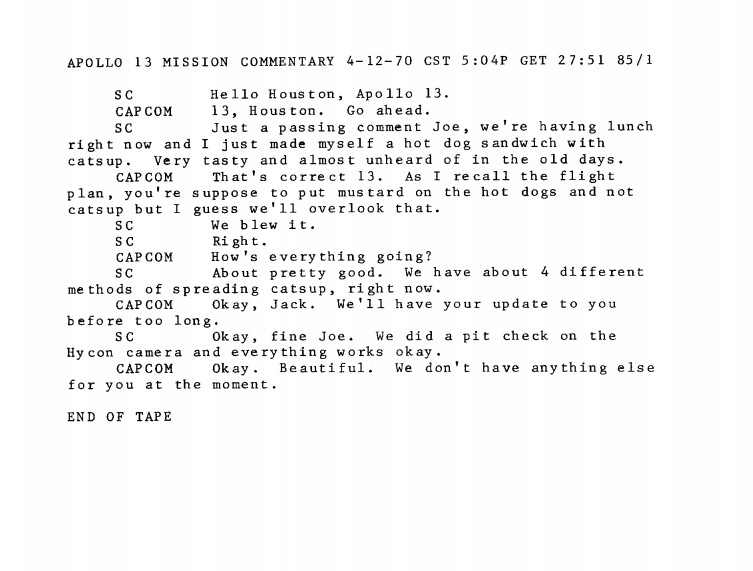 APOLLO 13 MISSION COMMENTARY 4-12-70 CST 5:04P GET 27:51 85/1
SC Hello Houston, Apollo 13.
CAPCOM 13, Houston. Go ahead.
SC Just a passing comment Joe, we're having lunch
right now and I just made myself a hot dog sandwich with
catsup. Very tasty and almost unheard of in the old days.
CAPCOM That's correct 13. As I recall the flight
plan, you're suppose to put mustard on the hot dogs and not
catsup but I guess we'll overlook that.
SC We blew it.
SC Right.
CAPCOM How's everything going?
SC About pretty good. We have about 4 different
methods of spreading catsup, right now.
CAPCOM Okay, Jack. We'll have your update to you
before too long.
SC Okay, fine Joe. We did a pit check on the
Hycon camera and everything works okay.
CAPCOM Okay. Beautiful. We don't have anything else
for you at the moment.
END OF TAPE